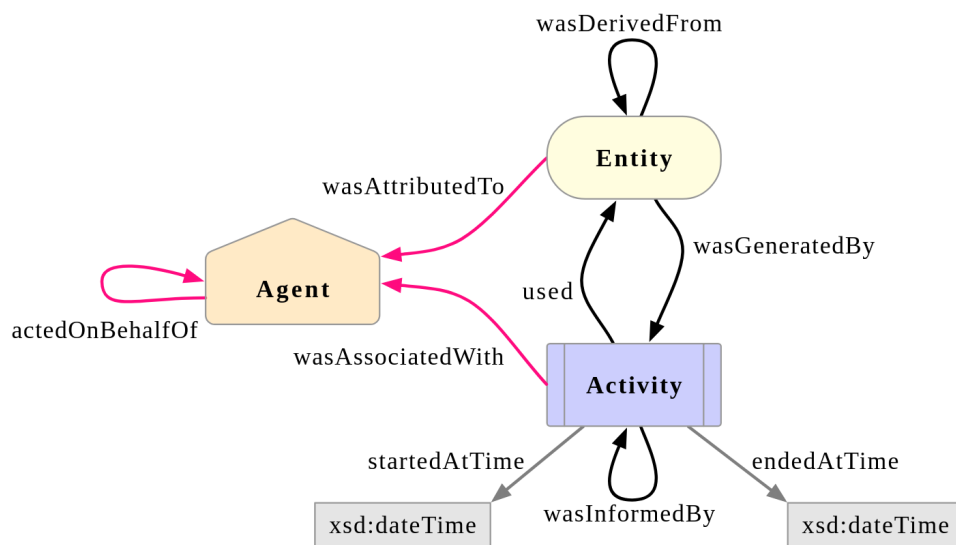 wasDerivedFrom
Entity
wasAttributedTo
wasGeneratedBy
Agent
used
actedOnBehalfOf
wasAssociatedWith
Activity
startedAtTime
endedAtTime
wasInformedBy
xsd:dateTime
xsd:dateTime